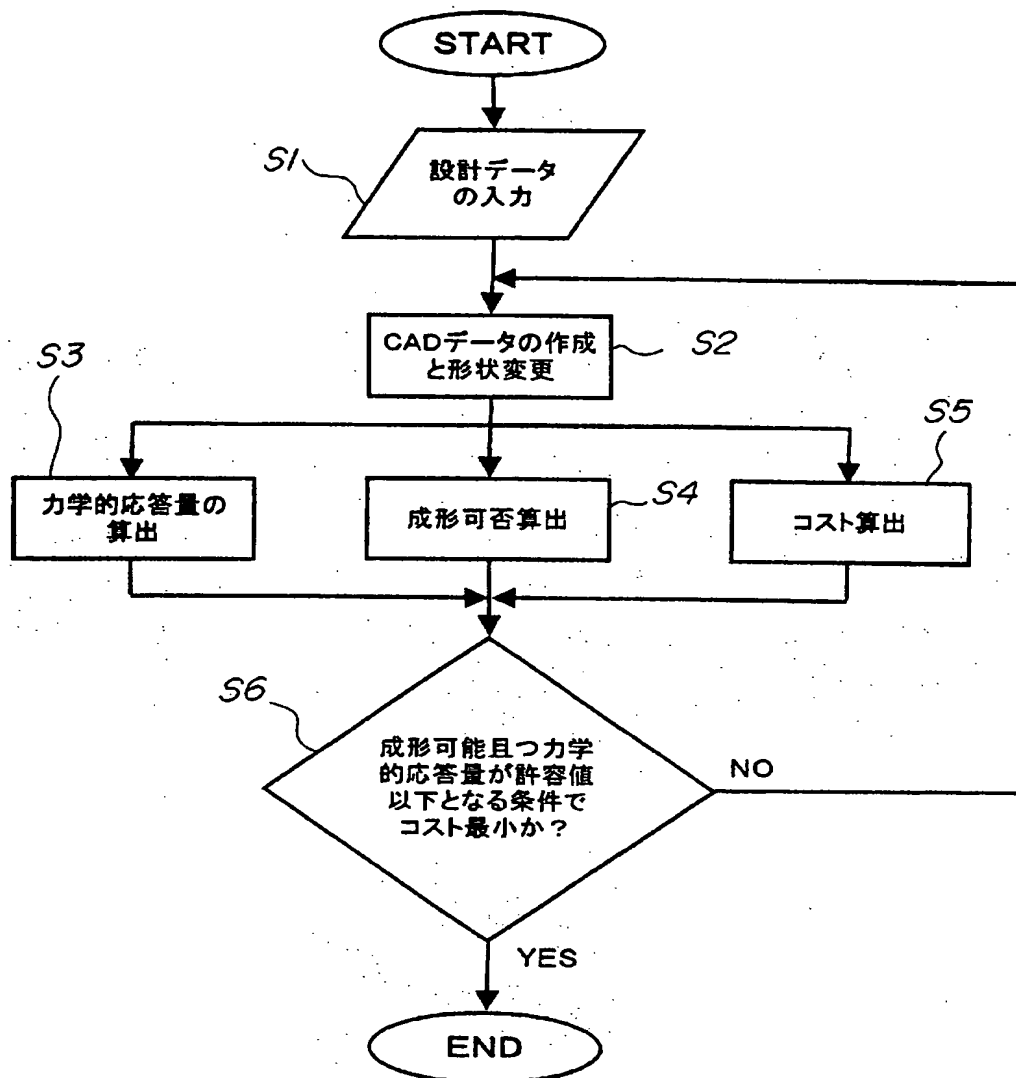 START
S1
設計データ
の入力
CADデータの作成
と形状変更
S2
S3
力学的応答量の
算出
S4
成形可否算出
S5
コスト算出
S6
成形可能且つ力学
的応答量が許容値
以下となる条件で
コスト最小か？
NO
YES
END